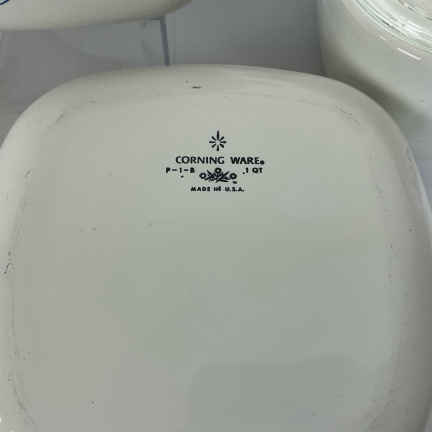 CORNING WARE®
P-1-B 1 QT
MADE IN U.S.A.